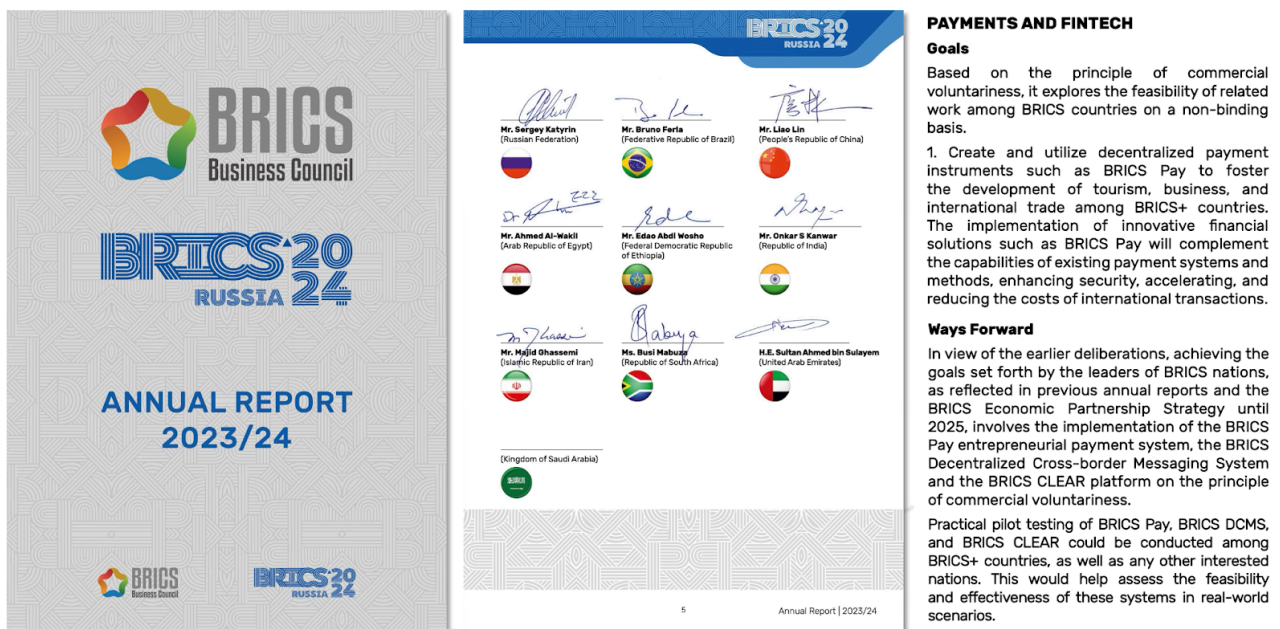 BRICS
Business Council
BRICS 20
24
RUSSIA
ANNUAL REPORT
2023/24
BRICS
Business Council
BRICS 20
24
RUSSIA
BRICS 20
24
RUSSIA
Mr. Sergey Katyrin
(Russian Federation)
Mr. Bruno Ferla
(Federative Republic of Brazil)
Mr. Liao Lin
(People's Republic of China)
Mr. Ahmed Al-Wakil
(Arab Republic of Egypt)
Mr. Edao Abdi Wosho
(Federal Democratic Republic
of Ethiopia)
Mr. Onkar S Kanwar
(Republic of India)
Mr. Majid Ghassemi
(Islamic Republic of Iran)
Ms. Busi Mabuza
(Republic of South Africa)
H.E. Sultan Ahmed bin Sulayem
(United Arab Emirates)
(Kingdom of Saudi Arabia)
5
Annual Report | 2023/24
PAYMENTS AND FINTECH
Goals
Based on the principle of commercial
voluntariness, it explores the feasibility of related
work among BRICS countries on a non-binding
basis.
1. Create and utilize decentralized payment
instruments such as BRICS Pay to foster
the development of tourism, business, and
international trade among BRICS+ countries.
The implementation of innovative financial
solutions such as BRICS Pay will complement
the capabilities of existing payment systems and
methods, enhancing security, accelerating, and
reducing the costs of international transactions.
Ways Forward
In view of the earlier deliberations, achieving the
goals set forth by the leaders of BRICS nations,
as reflected in previous annual reports and the
BRICS Economic Partnership Strategy until
2025, involves the implementation of the BRICS
Pay entrepreneurial payment system, the BRICS
Decentralized Cross-border Messaging System
and the BRICS CLEAR platform on the principle
of commercial voluntariness.
Practical pilot testing of BRICS Pay, BRICS DCMS,
and BRICS CLEAR could be conducted among
BRICS+ countries, as well as any other interested
nations. This would help assess the feasibility
and effectiveness of these systems in real-world
scenarios.